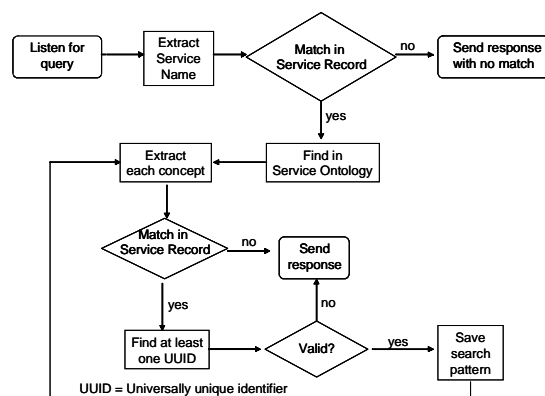 Listen for
query
Extract
Service
Name
Match in
Service Record
no
Send response
with no match
yes
Extract
each concept
Find in
Service Ontology
Match in
Service Record
no
Send
response
yes
no
Find at least
one UUID
Valid?
yes
Save
search
pattern
UUID = Universally unique identifier